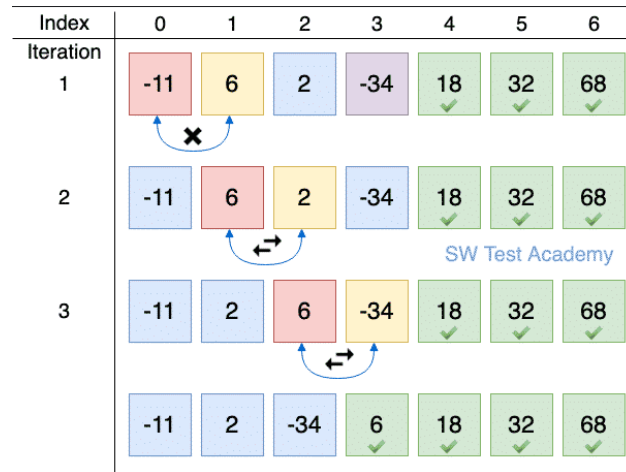 Index 0 1 2 3 4 5 6
Iteration
1 -11 6 2 -34 18 32 68
2 -11 6 2 -34 18 32 68
SW Test Academy
3 -11 2 6 -34 18 32 68
-11 2 -34 6 18 32 68